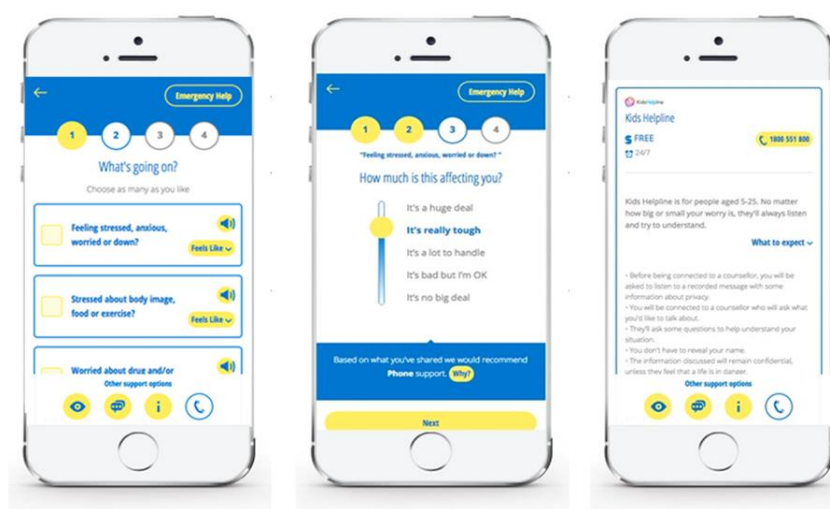 Emergency Help
1 2 3 4
What's going on?
Choose as many as you like
Feeling stressed, anxious,
worried or down?
Feels Like
Stressed about body image,
food or exercise?
Feels Like
Worried about drug and/or
Other support options
Emergency Help
1 2 3 4
"Feeling stressed, anxious, worried or down? "
How much is this affecting you?
It's a huge deal
It's really tough
It's a lot to handle
It's bad but I'm OK
It's no big deal
Based on what you've shared we would recommend
Phone support. Why?
Next
KidsHelpline
Kids Helpline
$ FREE
1800 551 800
24/7
Kids Helpline is for people aged 5-25. No matter
how big or small your worry is, they'll always listen
and try to understand.
What to expect
• Before being connected to a counsellor, you will be
asked to listen to a recorded message with some
information about privacy.
• You will be connected to a counsellor who will ask what
you'd like to talk about.
• They'll ask some questions to help understand your
situation.
• You don't have to reveal your name.
• The information discussed will remain confidential,
unless they feel that a life is in danger.
Other support options